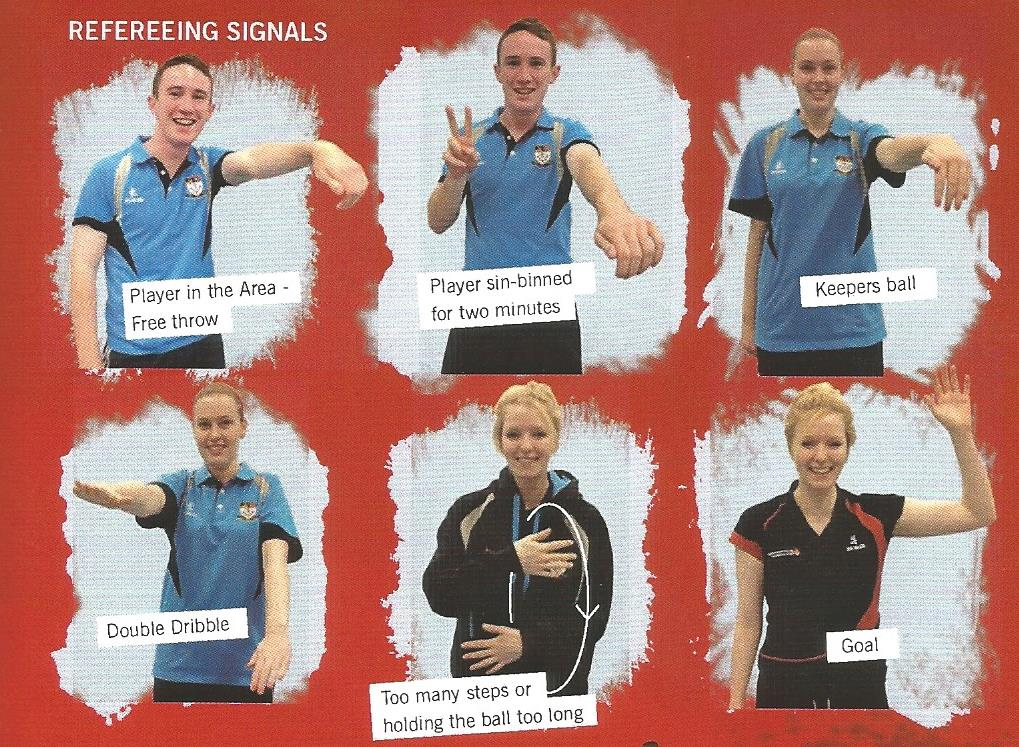 REFEREEING SIGNALS
Player in the Area -
Free throw
Player sin-binned
for two minutes
Keepers ball
Double Dribble
Too many steps or
holding the ball too long
Goal